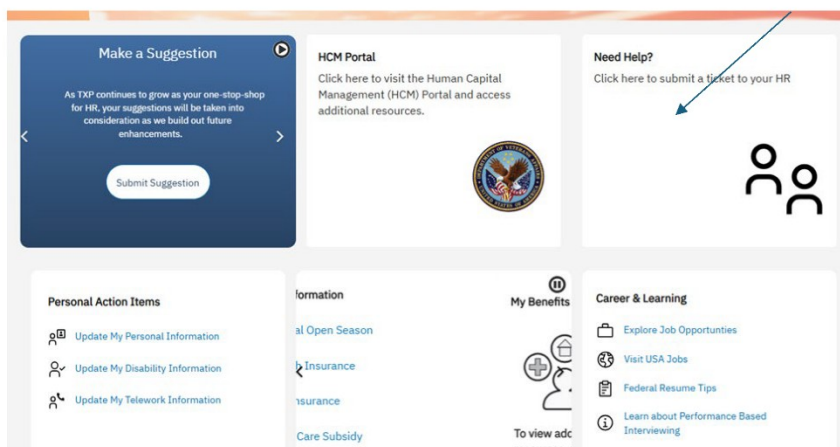 Make a Suggestion
As TXP continues to grow as your one-stop-shop
for HR, your suggestions will be taken into
consideration as we build out future
enhancements.
Submit Suggestion
HCM Portal
Click here to visit the Human Capital
Management (HCM) Portal and access
additional resources.
Need Help?
Click here to submit a ticket to your HR
Personal Action Items
Update My Personal Information
Update My Disability Information
Update My Telework Information
formation
al Open Season
Insurance
nsurance
Care Subsidy
My Benefits
To view add
Career & Learning
Explore Job Opportunties
Visit USA Jobs
Federal Resume Tips
Learn about Performance Based
Interviewing